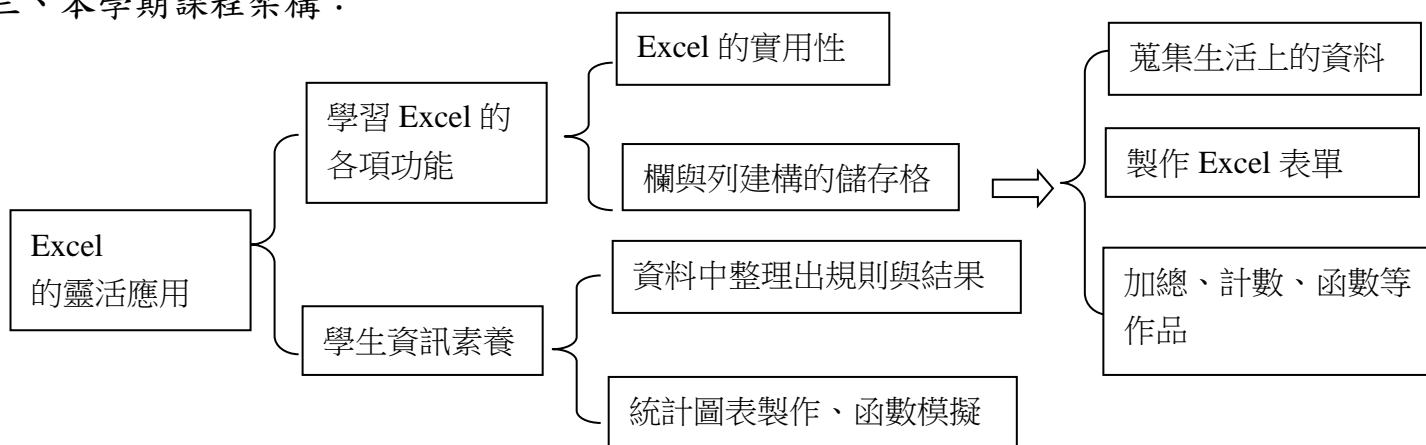 三、本學期課程架構：
Excel
的靈活應用
學習 Excel 的
各項功能
學生資訊素養
Excel 的實用性
欄與列建構的儲存格
資料中整理出規則與結果
統計圖表製作、函數模擬
蒐集生活上的資料
製作 Excel 表單
加總、計數、函數等
作品